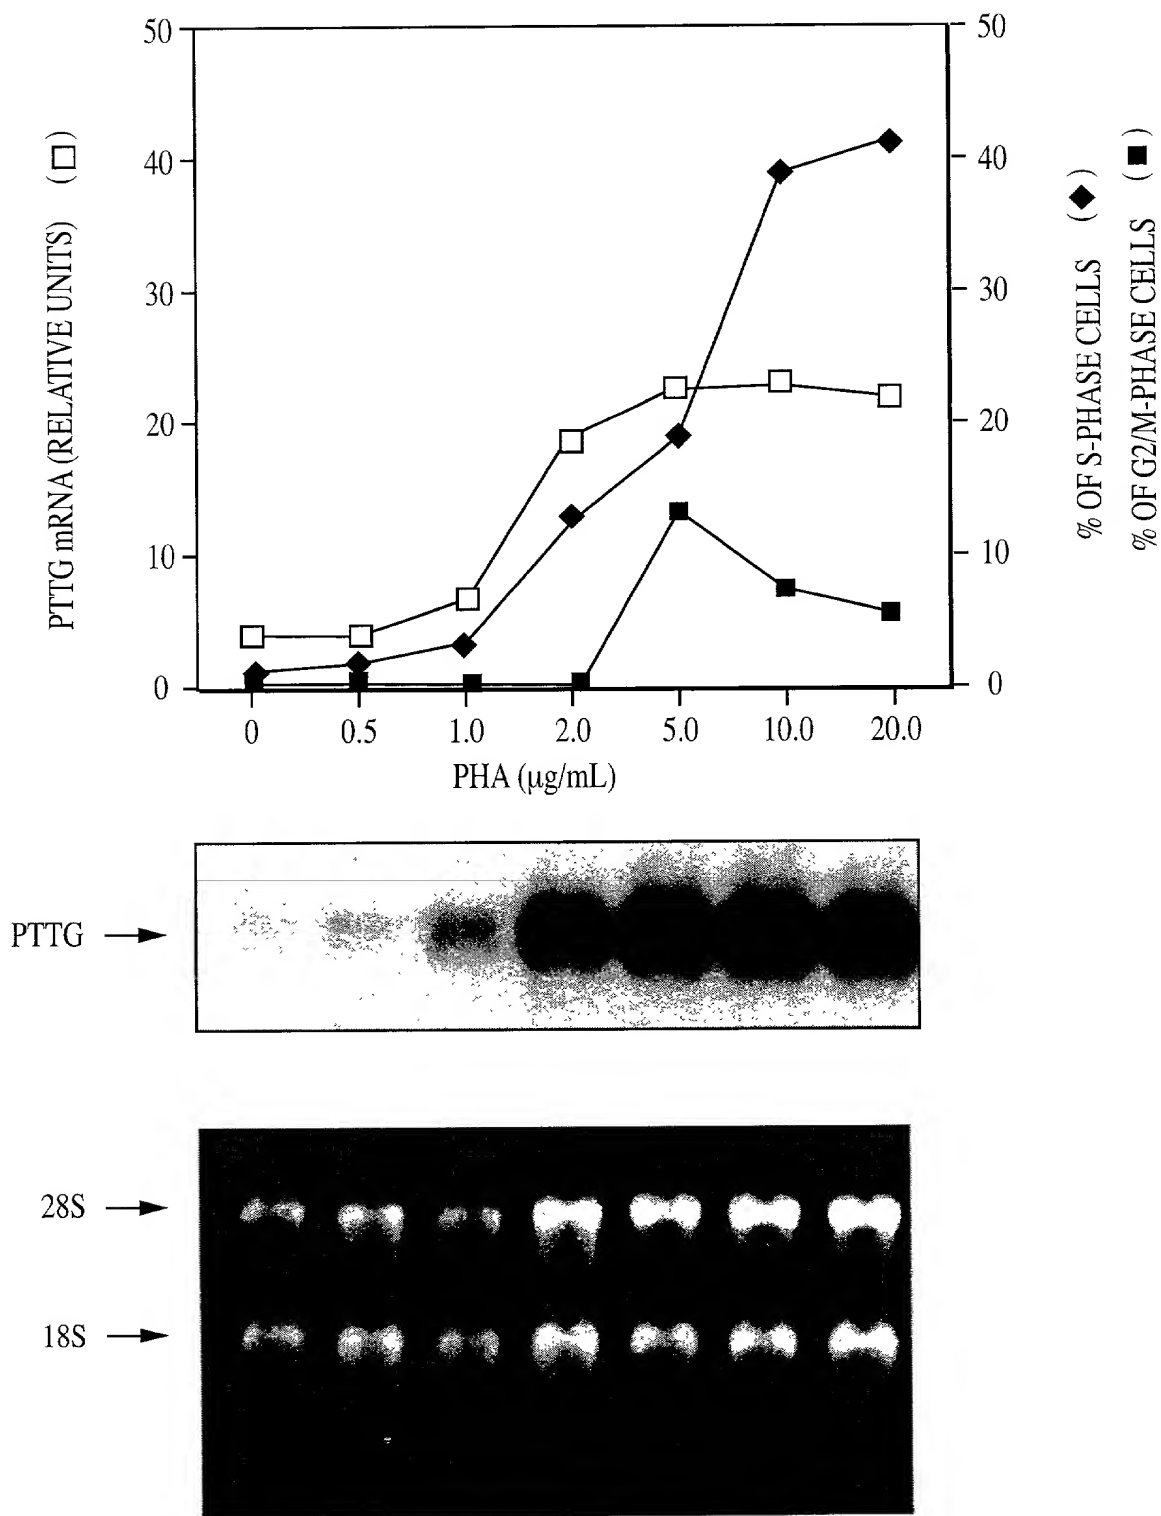 50
40
30
20
10
0
PTTG mRNA (RELATIVE UNITS) (□)
50
40
30
20
10
0
% OF S-PHASE CELLS (◆)
% OF G2/M-PHASE CELLS (■)
0 0.5 1.0 2.0 5.0 10.0 20.0
PHA (μg/mL)
PTTG
28S
18S